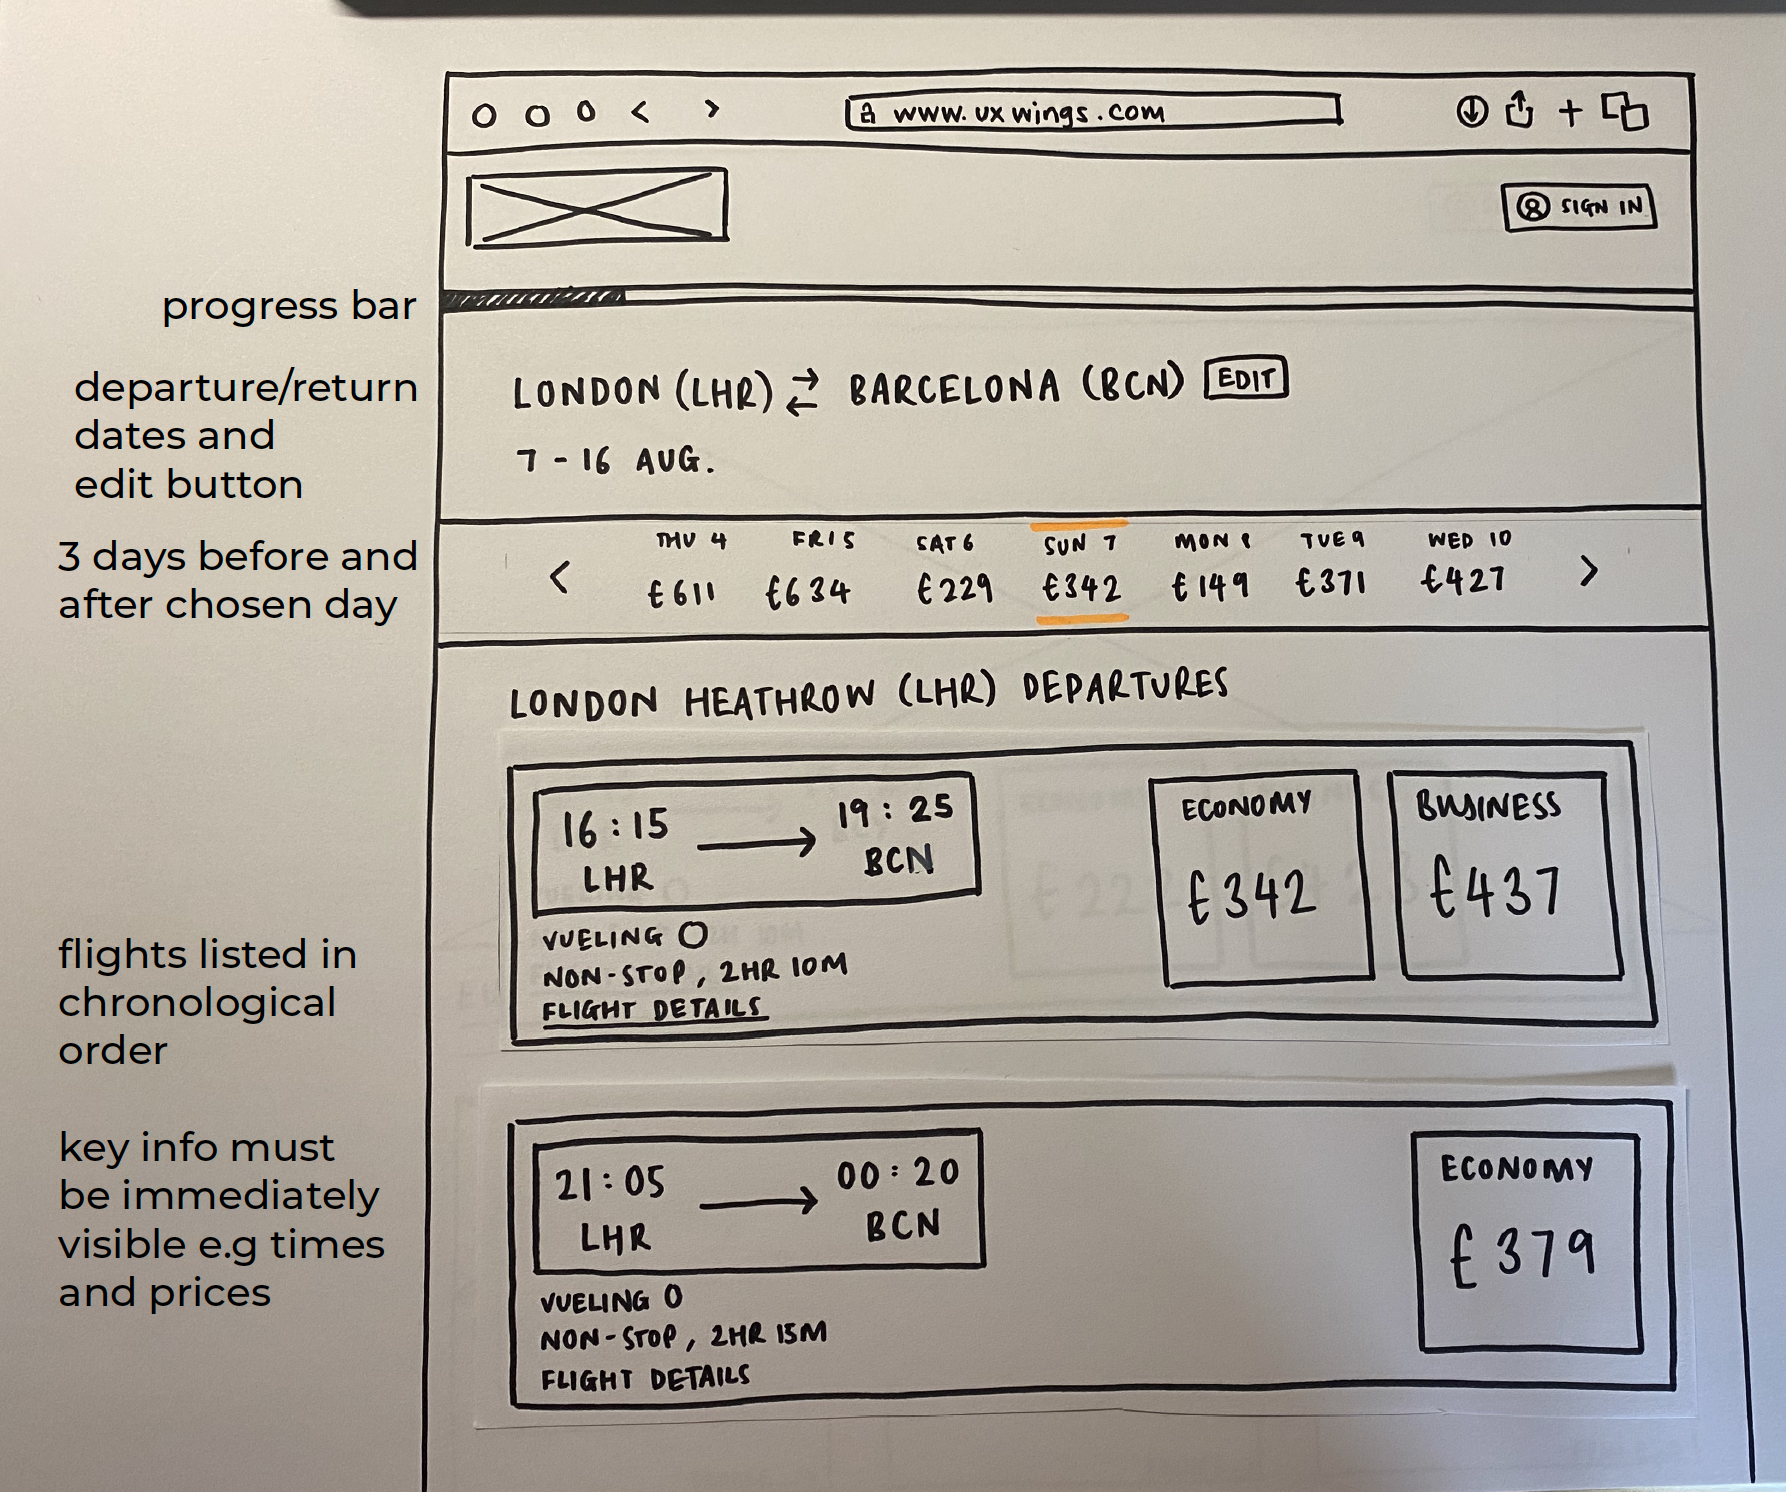 www.uxwings.com
SIGN IN
progress bar
departure/return
dates and
edit button
LONDON (LHR) ⇄ BARCELONA (BCN) EDIT
7 - 16 AUG.
3 days before and
after chosen day
< THU 4 FRI 5 SAT 6 SUN 7 MON 8 TUE 9 WED 10 >
£611 £634 £229 £342 £149 £371 £427
LONDON HEATHROW (LHR) DEPARTURES
16:15 → 19:25
LHR BCN
VUELING
NON-STOP, 2HR 10M
FLIGHT DETAILS
ECONOMY
£342
BUSINESS
£437
flights listed in
chronological
order
key info must
be immediately
visible e.g times
and prices
21:05 → 00:20
LHR BCN
VUELING
NON-STOP, 2HR 15M
FLIGHT DETAILS
ECONOMY
£379